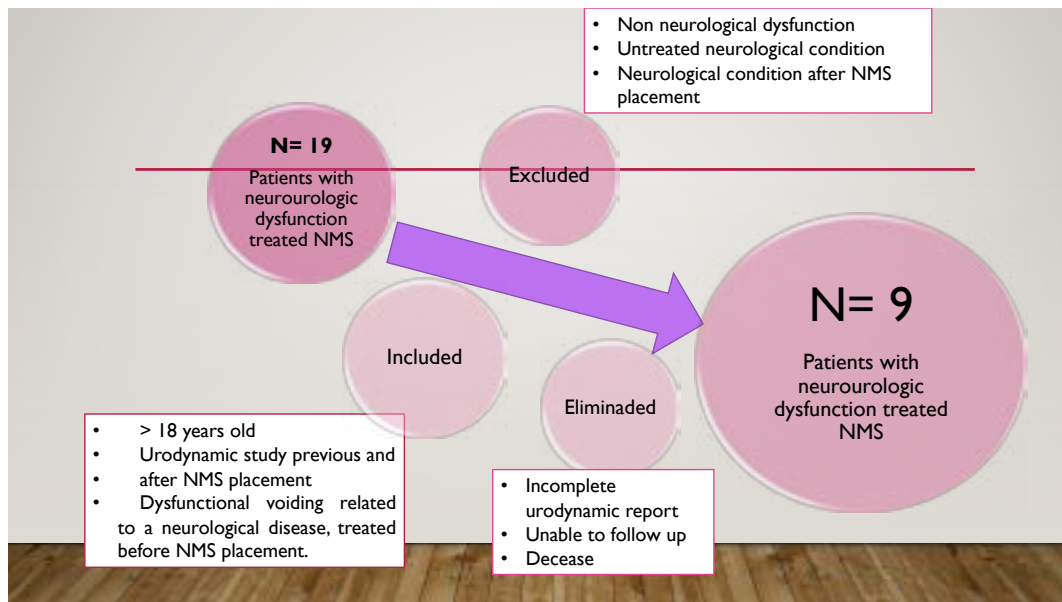 • Non neurological dysfunction
• Untreated neurological condition
• Neurological condition after NMS
placement
N= 19
Patients with
neurourologic
dysfunction
treated NMS
Excluded
Included
Eliminaded
N= 9
Patients with
neurourologic
dysfunction treated
NMS
• > 18 years old
• Urodynamic study previous and
• after NMS placement
• Dysfunctional voiding related
to a neurological disease, treated
before NMS placement.
• Incomplete
urodynamic report
• Unable to follow up
• Decease